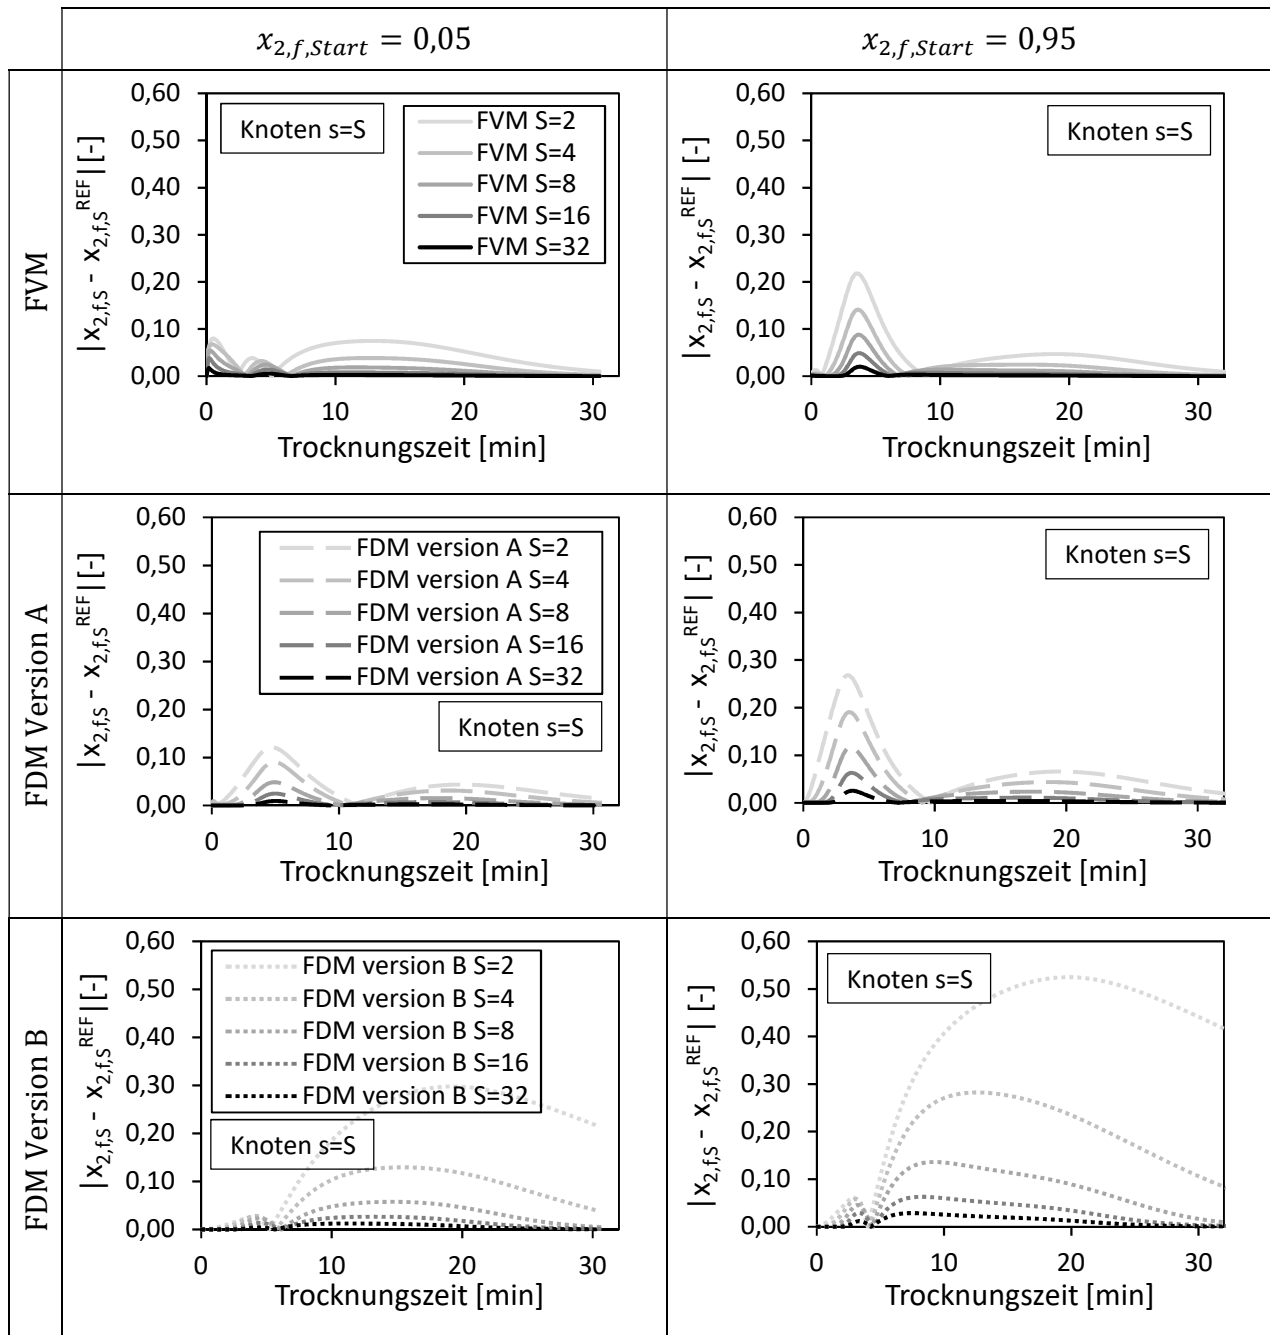 x2,f,Start = 0,05
x2,f,Start = 0,95
FVM
|x2,f,S - x2,f,S^REF| [-]
0,60
0,50
0,40
0,30
0,20
0,10
0,00
Knoten s=S
FVM S=2
FVM S=4
FVM S=8
FVM S=16
FVM S=32
0 10 20 30
Trocknungszeit [min]
|x2,f,S - x2,f,S^REF| [-]
0,60
0,50
0,40
0,30
0,20
0,10
0,00
Knoten s=S
0 10 20 30
Trocknungszeit [min]
FDM Version A
|x2,f,S - x2,f,S^REF| [-]
0,60
0,50
0,40
0,30
0,20
0,10
0,00
FDM version A S=2
FDM version A S=4
FDM version A S=8
FDM version A S=16
FDM version A S=32
Knoten s=S
0 10 20 30
Trocknungszeit [min]
|x2,f,S - x2,f,S^REF| [-]
0,60
0,50
0,40
0,30
0,20
0,10
0,00
Knoten s=S
0 10 20 30
Trocknungszeit [min]
FDM Version B
|x2,f,S - x2,f,S^REF| [-]
0,60
0,50
0,40
0,30
0,20
0,10
0,00
FDM version B S=2
FDM version B S=4
FDM version B S=8
FDM version B S=16
FDM version B S=32
Knoten s=S
0 10 20 30
Trocknungszeit [min]
|x2,f,S - x2,f,S^REF| [-]
0,60
0,50
0,40
0,30
0,20
0,10
0,00
Knoten s=S
0 10 20 30
Trocknungszeit [min]